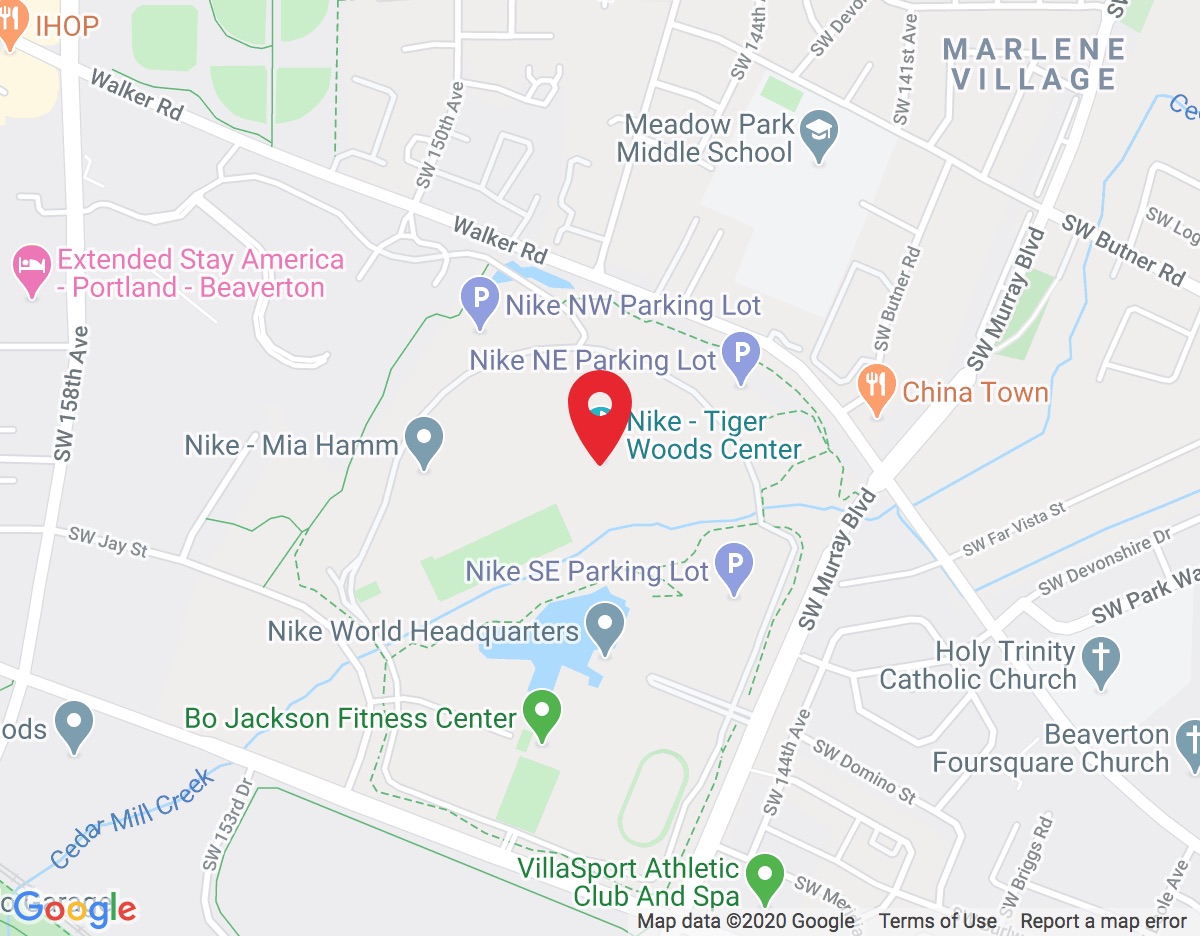 IHOP
Walker Rd
SW 150th Ave
SW 144th Ave
SW Devon
SW 141st Ave
MARLENE
VILLAGE
Meadow Park
Middle School
Walker Rd
SW Butner Rd
SW Log
SW Murray Blvd
SW Butner Rd
Extended Stay America
- Portland - Beaverton
Nike NW Parking Lot
Nike NE Parking Lot
SW 158th Ave
China Town
Nike - Tiger
Woods Center
Nike - Mia Hamm
SW Jay St
SW Murray Blvd
SW Far Vista St
SW Devonshire Dr
SW Park Wa
Nike SE Parking Lot
Nike World Headquarters
Holy Trinity
Catholic Church
Bo Jackson Fitness Center
oods
Beaverton
Foursquare Church
SW 144th Ave
SW Domino St
Cedar Mill Creek
SW 153rd Dr
SW Briggs Rd
VillaSport Athletic
Club And Spa
SW Mer
ole Ave
Google
Map data ©2020 Google
Terms of Use
Report a map error